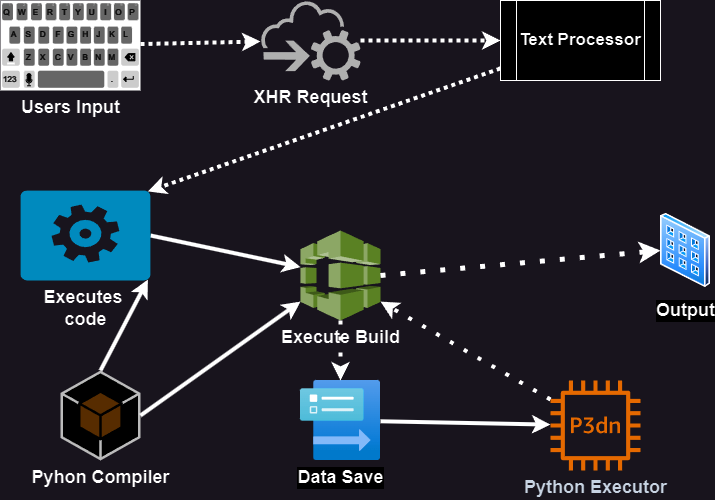 Q W E R T Y U I O P
A S D F G H J K L
Z X C V B N M
123 .
Users Input
XHR Request
Text Processor
Executes
code
Execute Build
Output
Pyhon Compiler
Data Save
P3dn
Python Executor